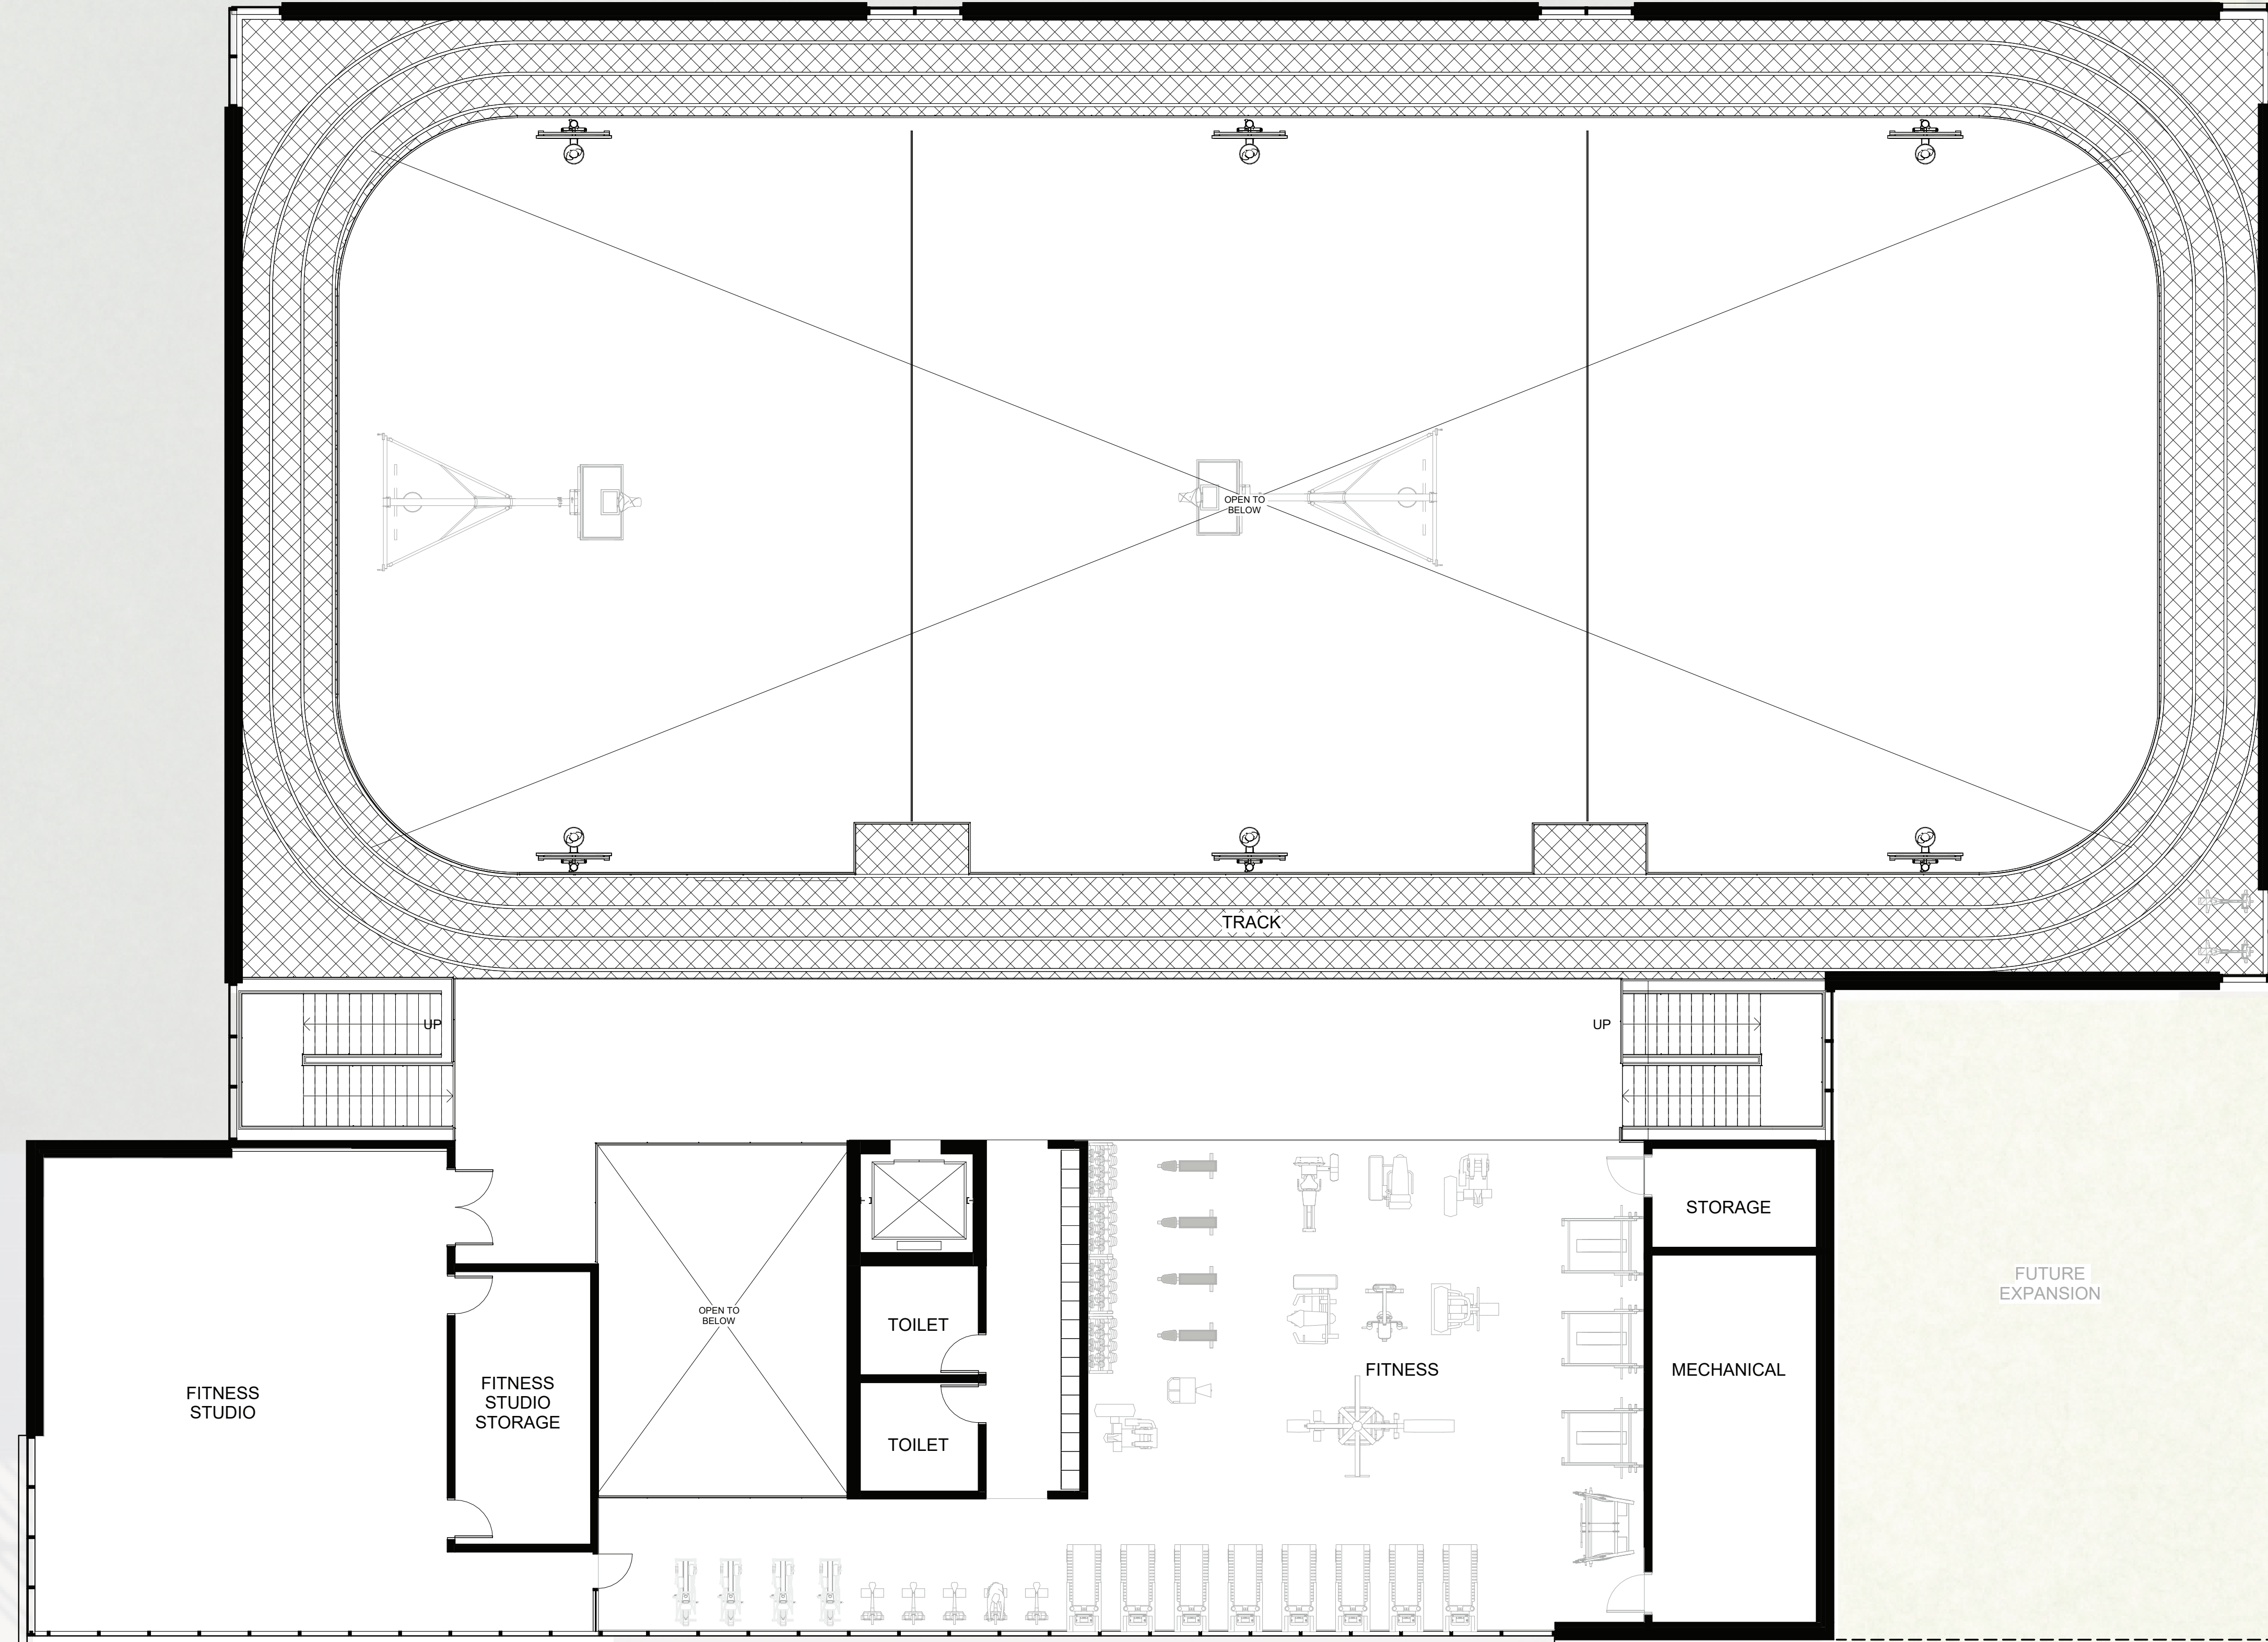 OPEN TO
BELOW
TRACK
UP
UP
STORAGE
FUTURE
EXPANSION
OPEN TO
BELOW
TOILET
FITNESS
MECHANICAL
FITNESS
STUDIO
FITNESS
STUDIO
STORAGE
TOILET